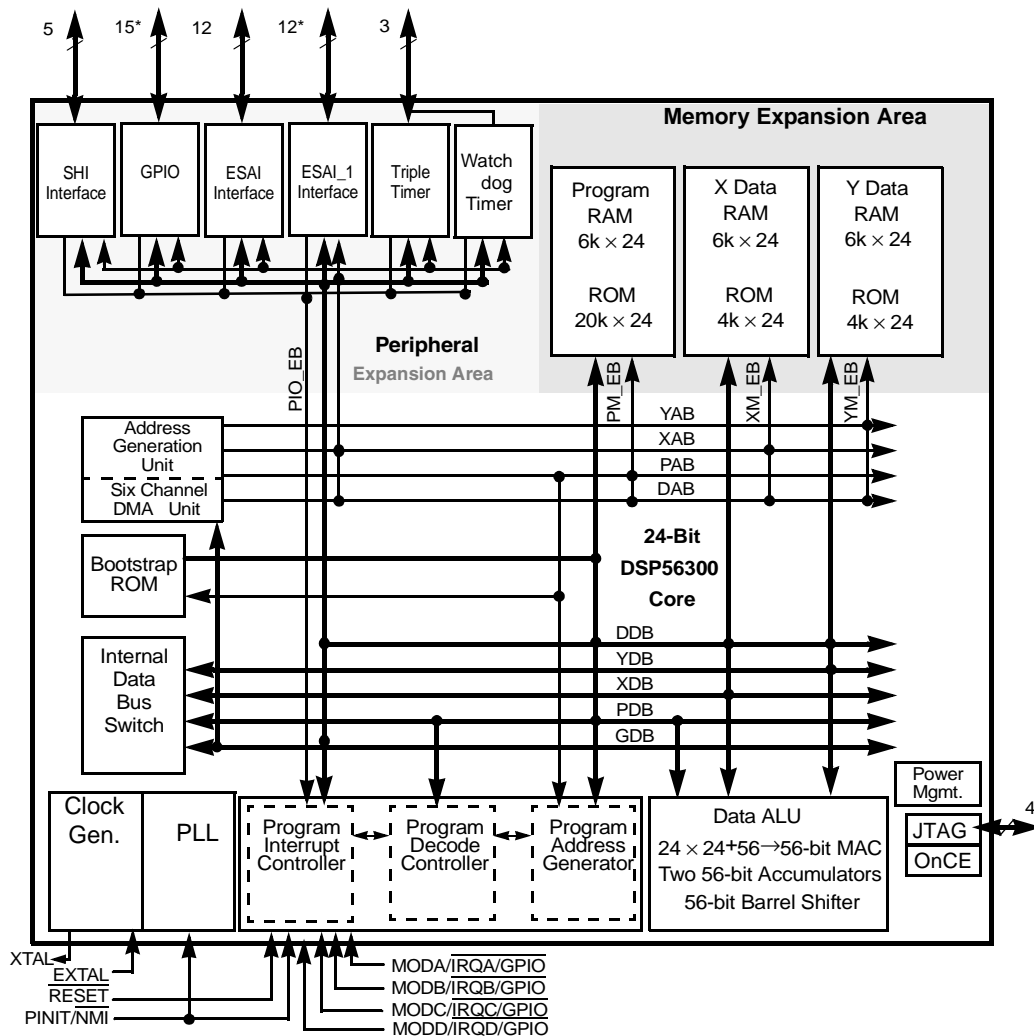 5 15* 12 12* 3
Memory Expansion Area
SHI
Interface
GPIO
ESAI
Interface
ESAI_1
Interface
Triple
Timer
Watch
dog
Timer
Program
RAM
6k × 24
ROM
20k × 24
X Data
RAM
6k × 24
ROM
4k × 24
Y Data
RAM
6k × 24
ROM
4k × 24
Peripheral
Expansion Area
PIO_EB
PM_EB
XM_EB
YM_EB
Address
Generation
Unit
Six Channel
DMA Unit
YAB
XAB
PAB
DAB
Bootstrap
ROM
24-Bit
DSP56300
Core
Internal
Data
Bus
Switch
DDB
YDB
XDB
PDB
GDB
Clock
Gen.
PLL
Program
Interrupt
Controller
Program
Decode
Controller
Program
Address
Generator
Data ALU
24 × 24+56→56-bit MAC
Two 56-bit Accumulators
56-bit Barrel Shifter
Power
Mgmt.
JTAG
OnCE
4
XTAL
EXTAL
RESET
PINIT/NMI
MODA/IRQA/GPIO
MODB/IRQB/GPIO
MODC/IRQC/GPIO
MODD/IRQD/GPIO